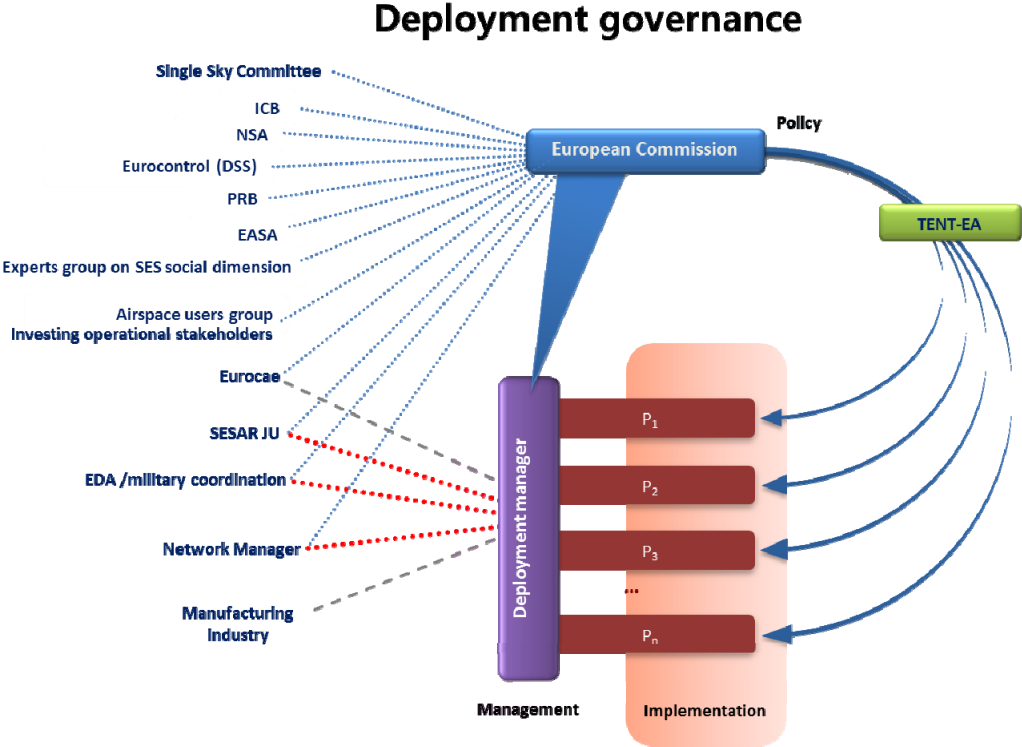 Deployment governance
Single Sky Committee
ICB
NSA
Eurocontrol (DSS)
PRB
EASA
Experts group on SES social dimension
Airspace users group
Investing operational stakeholders
Eurocae
SESAR JU
EDA /military coordination
Network Manager
Manufacturing
Industry
European Commission
Policy
TENT-EA
Deployment manager
P1
P2
P3
...
Pn
Management
Implementation